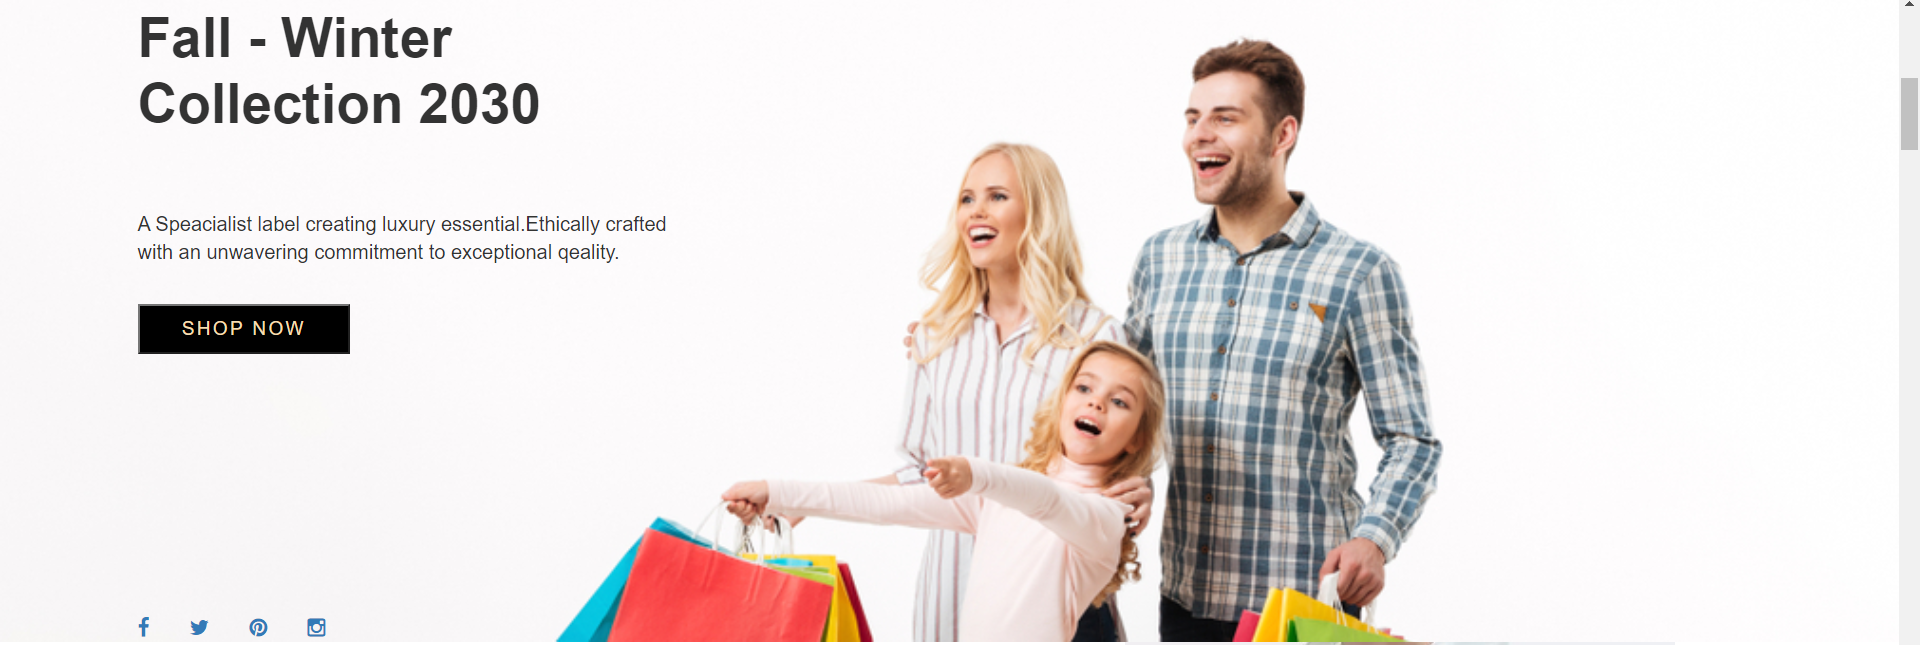 Fall - Winter
Collection 2030
A Speacialist label creating luxury essential.Ethically crafted
with an unwavering commitment to exceptional qeality.
SHOP NOW